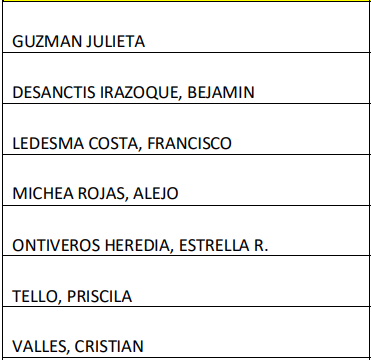 GUZMAN JULIETA
DESANCTIS IRAZOQUE, BEJAMIN
LEDESMA COSTA, FRANCISCO
MICHEA ROJAS, ALEJO
ONTIVEROS HEREDIA, ESTRELLA R.
TELLO, PRISCILA
VALLES, CRISTIAN